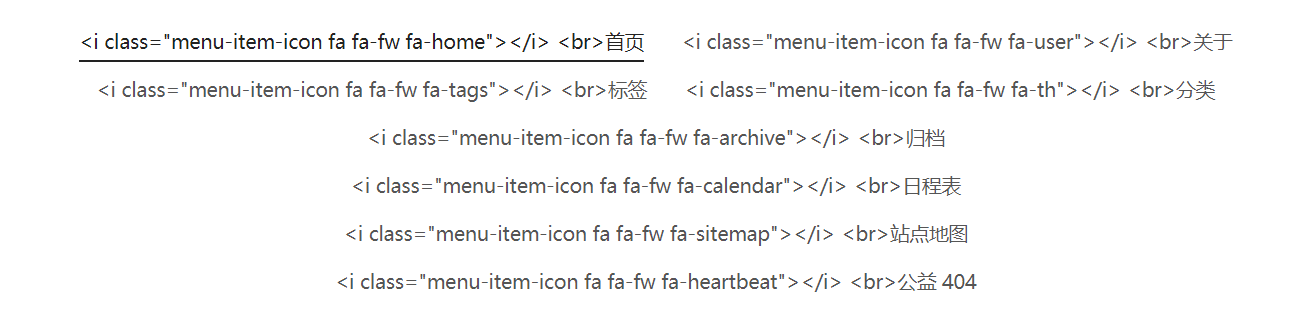 <i class="menu-item-icon fa fa-fw fa-home"></i> <br>首页 <i class="menu-item-icon fa fa-fw fa-user"></i> <br>关于
<i class="menu-item-icon fa fa-fw fa-tags"></i> <br>标签 <i class="menu-item-icon fa fa-fw fa-th"></i> <br>分类
<i class="menu-item-icon fa fa-fw fa-archive"></i> <br>归档
<i class="menu-item-icon fa fa-fw fa-calendar"></i> <br>日程表
<i class="menu-item-icon fa fa-fw fa-sitemap"></i> <br>站点地图
<i class="menu-item-icon fa fa-fw fa-heartbeat"></i> <br>公益 404